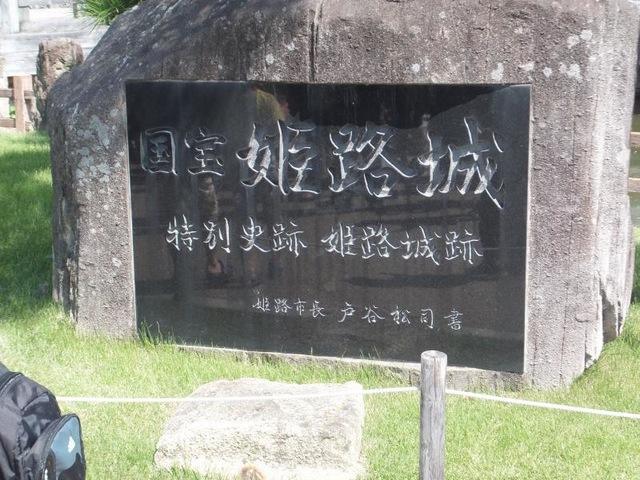 国宝 姫路城
特別史跡 姫路城跡
姫路市長 戸谷松司 書